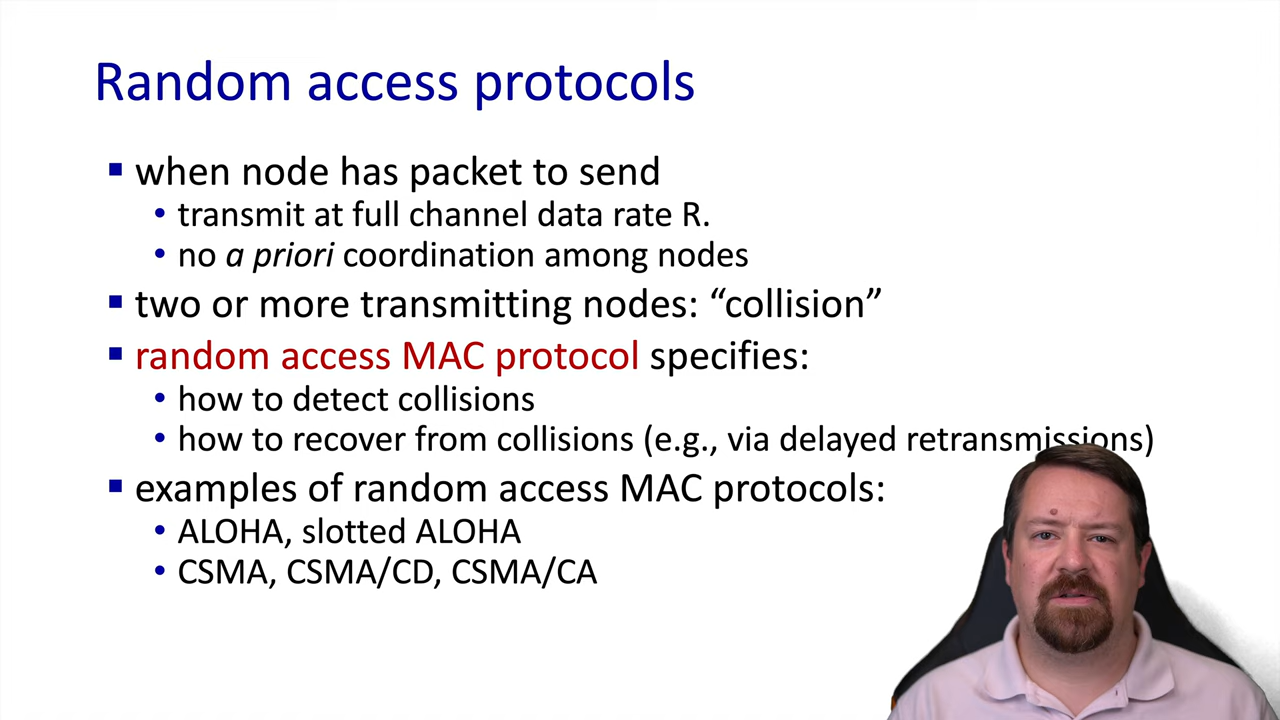 Random access protocols
▪ when node has packet to send
• transmit at full channel data rate R.
• no a priori coordination among nodes
▪ two or more transmitting nodes: “collision”
▪ random access MAC protocol specifies:
• how to detect collisions
• how to recover from collisions (e.g., via delayed retransmissions)
▪ examples of random access MAC protocols:
• ALOHA, slotted ALOHA
• CSMA, CSMA/CD, CSMA/CA